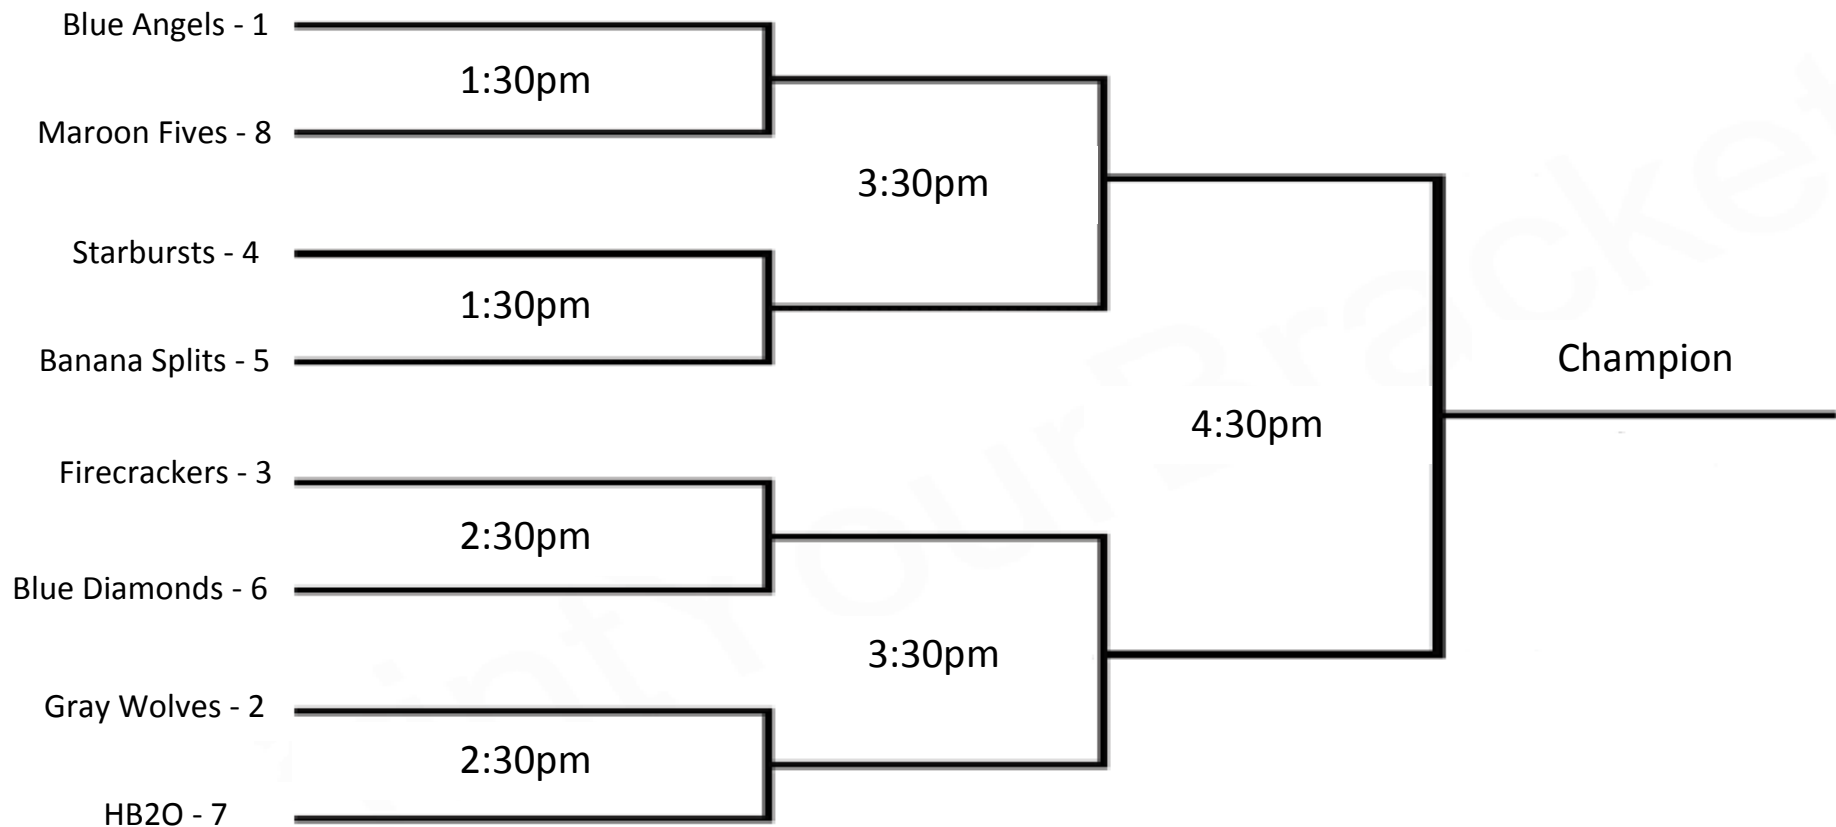 Blue Angels - 1
1:30pm
Maroon Fives - 8
3:30pm
Starbursts - 4
1:30pm
Banana Splits - 5
Champion
4:30pm
Firecrackers - 3
2:30pm
Blue Diamonds - 6
3:30pm
Gray Wolves - 2
2:30pm
HB2O - 7